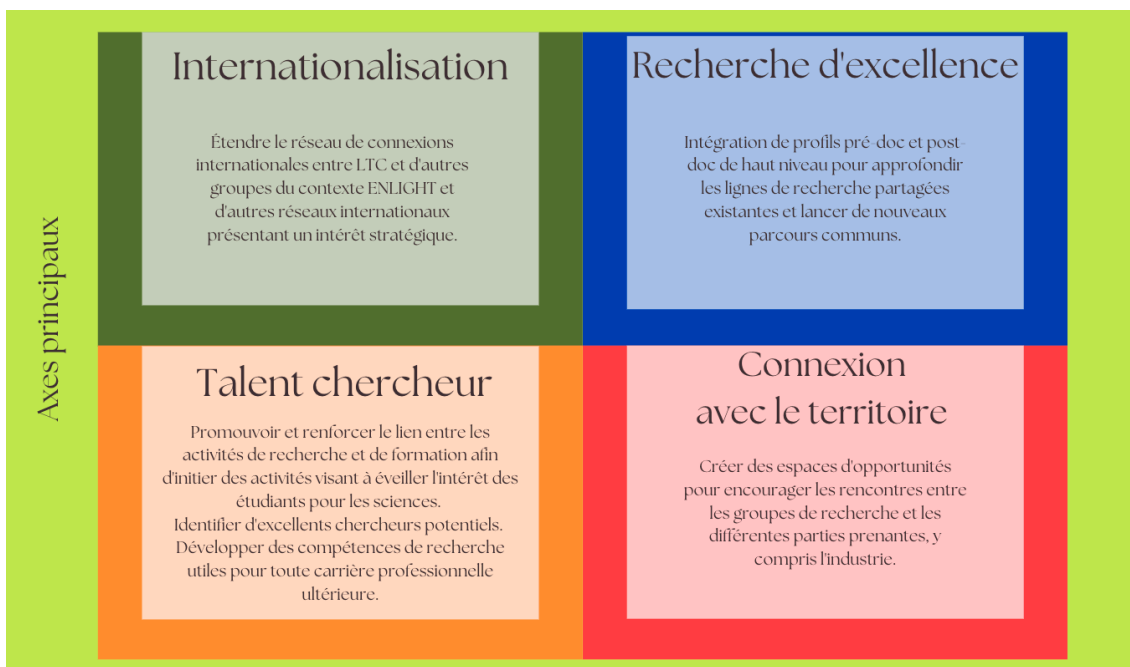 Axes principaux
Internationalisation
Étendre le réseau de connexions
internationales entre LTC et d'autres
groupes du contexte ENLIGHT et
d'autres réseaux internationaux
présentant un intérêt stratégique.
Recherche d'excellence
Intégration de profils pré-doc et post-
doc de haut niveau pour approfondir
les lignes de recherche partagées
existantes et lancer de nouveaux
parcours communs.
Talent chercheur
Promouvoir et renforcer le lien entre les
activités de recherche et de formation afin
d'initier des activités visant à éveiller l'intérêt des
étudiants pour les sciences.
Identifier d'excellents chercheurs potentiels.
Développer des compétences de recherche
utiles pour toute carrière professionnelle
ultérieure.
Connexion
avec le territoire
Créer des espaces d'opportunités
pour encourager les rencontres entre
les groupes de recherche et les
différentes parties prenantes, y
compris l'industrie.